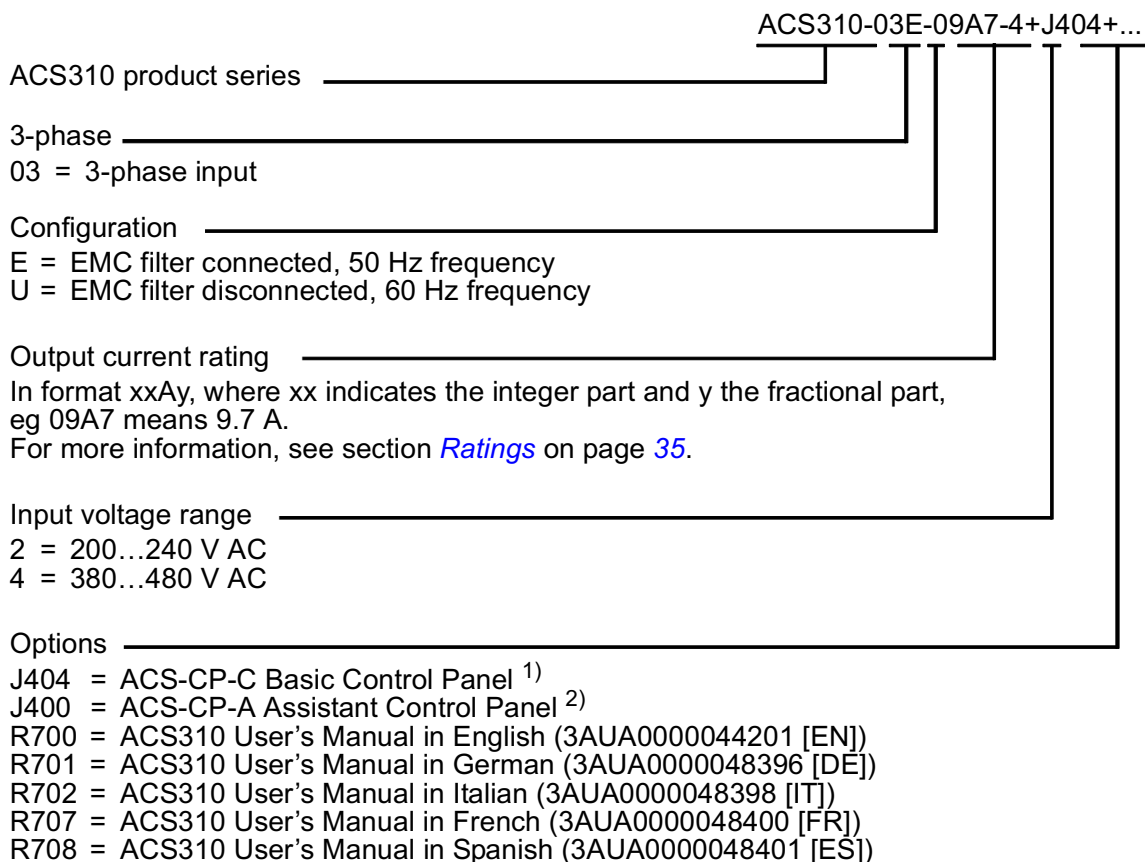 ACS310-03E-09A7-4+J404+...
ACS310 product series
3-phase
03 = 3-phase input
Configuration
E = EMC filter connected, 50 Hz frequency
U = EMC filter disconnected, 60 Hz frequency
Output current rating
In format xxAy, where xx indicates the integer part and y the fractional part,
eg 09A7 means 9.7 A.
For more information, see section Ratings on page 35.
Input voltage range
2 = 200…240 V AC
4 = 380…480 V AC
Options
J404 = ACS-CP-C Basic Control Panel 1)
J400 = ACS-CP-A Assistant Control Panel 2)
R700 = ACS310 User’s Manual in English (3AUA0000044201 [EN])
R701 = ACS310 User’s Manual in German (3AUA0000048396 [DE])
R702 = ACS310 User’s Manual in Italian (3AUA0000048398 [IT])
R707 = ACS310 User’s Manual in French (3AUA0000048400 [FR])
R708 = ACS310 User’s Manual in Spanish (3AUA0000048401 [ES])